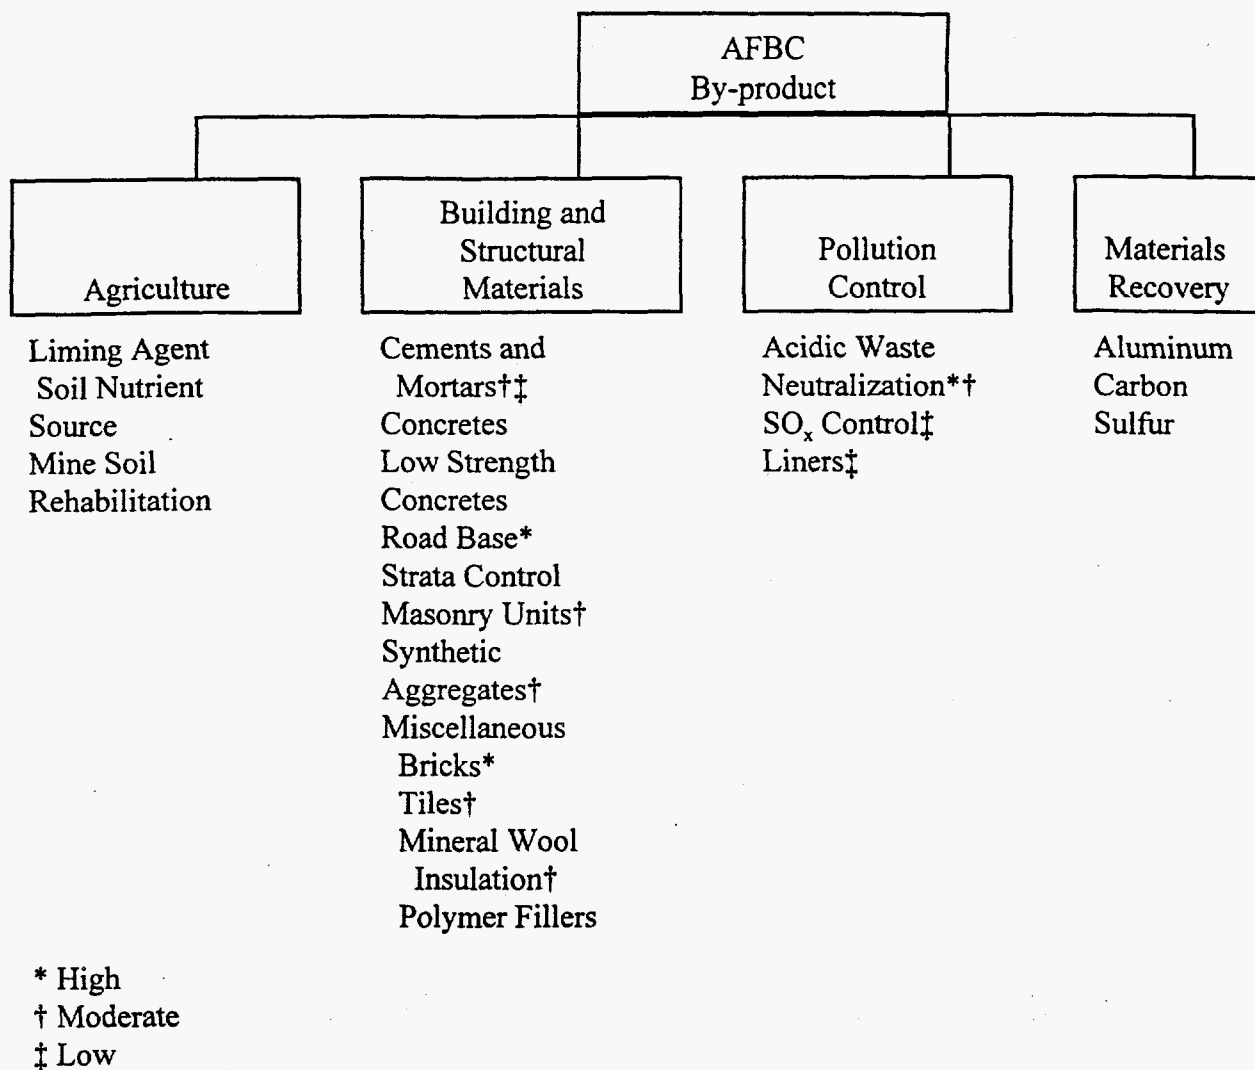 AFBC
By-product
Agriculture
Liming Agent
Soil Nutrient
Source
Mine Soil
Rehabilitation
Building and
Structural
Materials
Cements and
Mortars†‡
Concretes
Low Strength
Concretes
Road Base*
Strata Control
Masonry Units†
Synthetic
Aggregates†
Miscellaneous
Bricks*
Tiles†
Mineral Wool
Insulation†
Polymer Fillers
Pollution
Control
Acidic Waste
Neutralization*†
SOx Control‡
Liners‡
Materials
Recovery
Aluminum
Carbon
Sulfur
* High
† Moderate
‡ Low